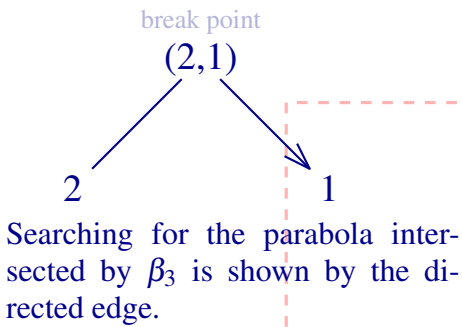 break point
(2,1)
2 1
Searching for the parabola inter-
sected by β₃ is shown by the di-
rected edge.